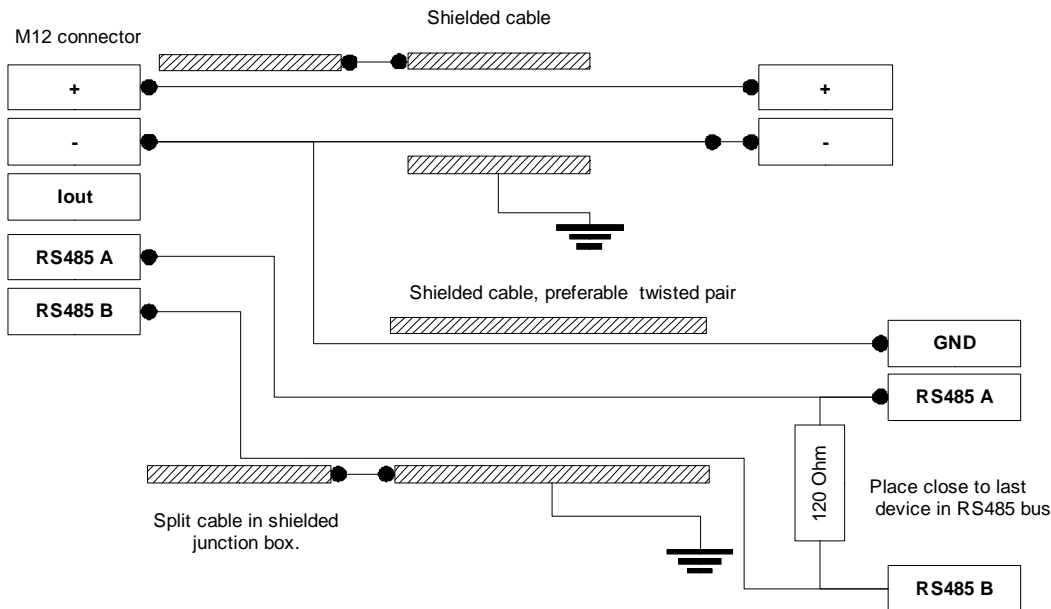 Shielded cable
M12 connector
+
+
-
-
Iout
RS485 A
Shielded cable, preferable twisted pair
RS485 B
GND
RS485 A
120 Ohm
Place close to last
device in RS485 bus
Split cable in shielded
junction box.
RS485 B